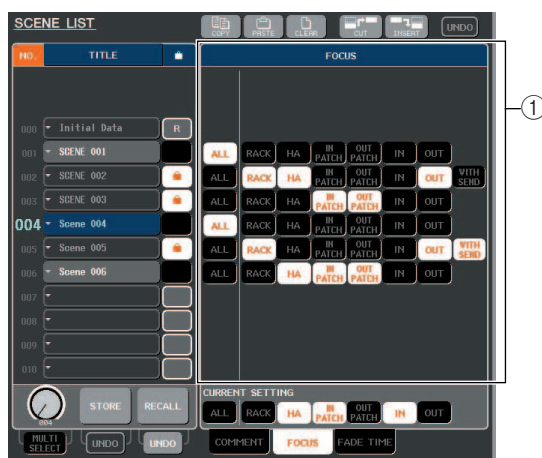 SCENE LIST
COPY PASTE CLEAR CUT INSERT UNDO
NO. TITLE FOCUS
①
000 Initial Data R
001 SCENE 001 ALL RACK HA IN PATCH OUT PATCH IN OUT
002 SCENE 002 ALL RACK HA IN PATCH OUT PATCH IN OUT WITH SEND
003 SCENE 003 ALL RACK HA IN PATCH OUT PATCH IN OUT
004 Scene 004 ALL RACK HA IN PATCH OUT PATCH IN OUT
005 Scene 005 ALL RACK HA IN PATCH OUT PATCH IN OUT WITH SEND
006 Scene 006 ALL RACK HA IN PATCH OUT PATCH IN OUT
007
008
009
010
CURRENT SETTING
004 STORE RECALL ALL RACK HA IN PATCH OUT PATCH IN OUT
MULTI SELECT UNDO UNDO COMMENT FOCUS FADE TIME